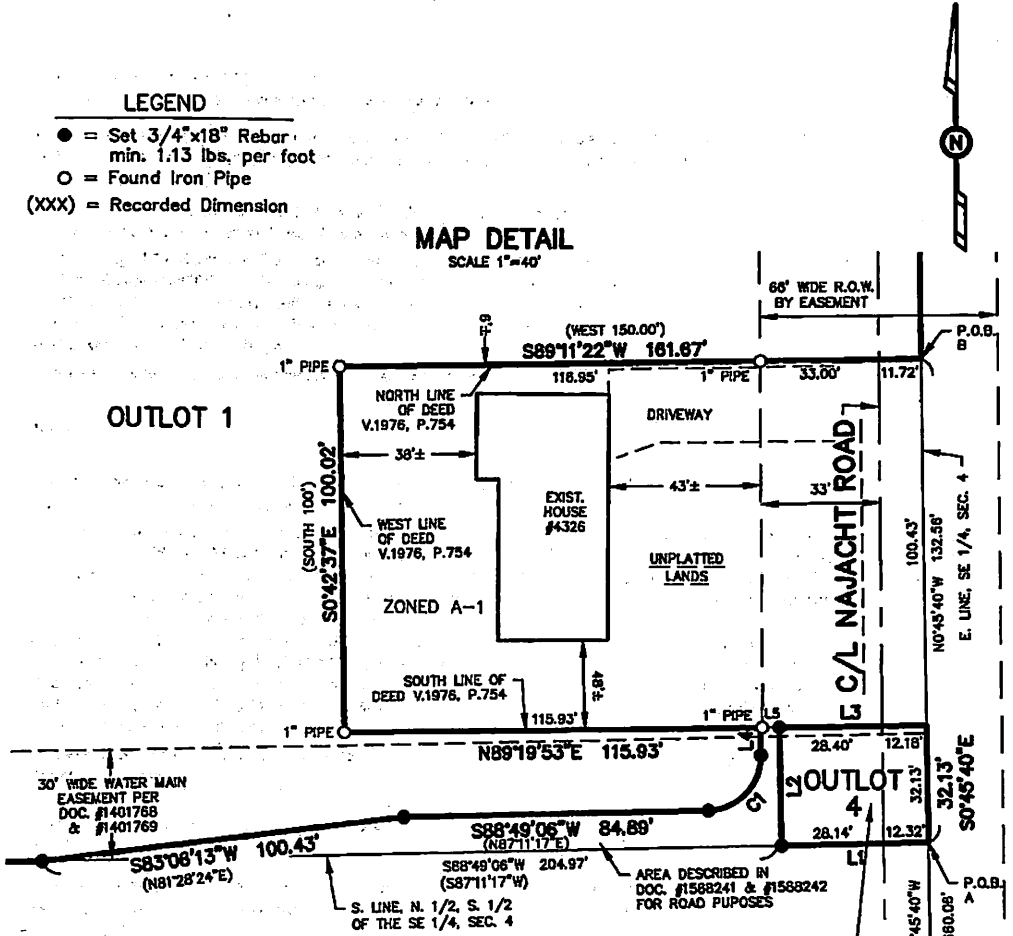 LEGEND
● = Set 3/4"x18" Rebar
min. 1.13 lbs. per foot
○ = Found Iron Pipe
(XXX) = Recorded Dimension
N
MAP DETAIL
SCALE 1"=40'
66' WIDE R.O.W.
BY EASEMENT
P.O.B.
B
(WEST 150.00')
S89°11'22"W 161.67'
1" PIPE
118.95'
1" PIPE
33.00'
11.72'
OUTLOT 1
NORTH LINE
OF DEED
V.1976, P.754
DRIVEWAY
38'±
43'±
33'
EXIST.
HOUSE
#4326
(SOUTH 100')
S0°42'37"E 100.02'
WEST LINE
OF DEED
V.1976, P.754
UNPLATTED
LANDS
ZONED A-1
C/L NAJACHT ROAD
100.43'
N0°45'40"W 132.56'
E. LINE, SE 1/4, SEC. 4
SOUTH LINE OF
DEED V.1976, P.754
48'±
1" PIPE
115.93'
1" PIPE
L5
L3
N89°19'53"E 115.93'
28.40'
12.18'
30' WIDE WATER MAIN
EASEMENT PER
DOC. #1401768
& #1401769
C1
L2
OUTLOT
4
32.13'
32.13'
S0°45'40"E
S83°08'13"W 100.43'
(N81°28'24"E)
S88°49'06"W 84.89'
(N87°11'17"E)
28.14'
12.32'
L1
S88°49'06"W 204.97'
(S87°11'17"W)
AREA DESCRIBED IN
DOC. #1588241 & #1588242
FOR ROAD PUPOSES
P.O.B.
A
S. LINE, N. 1/2, S. 1/2
OF THE SE 1/4, SEC. 4